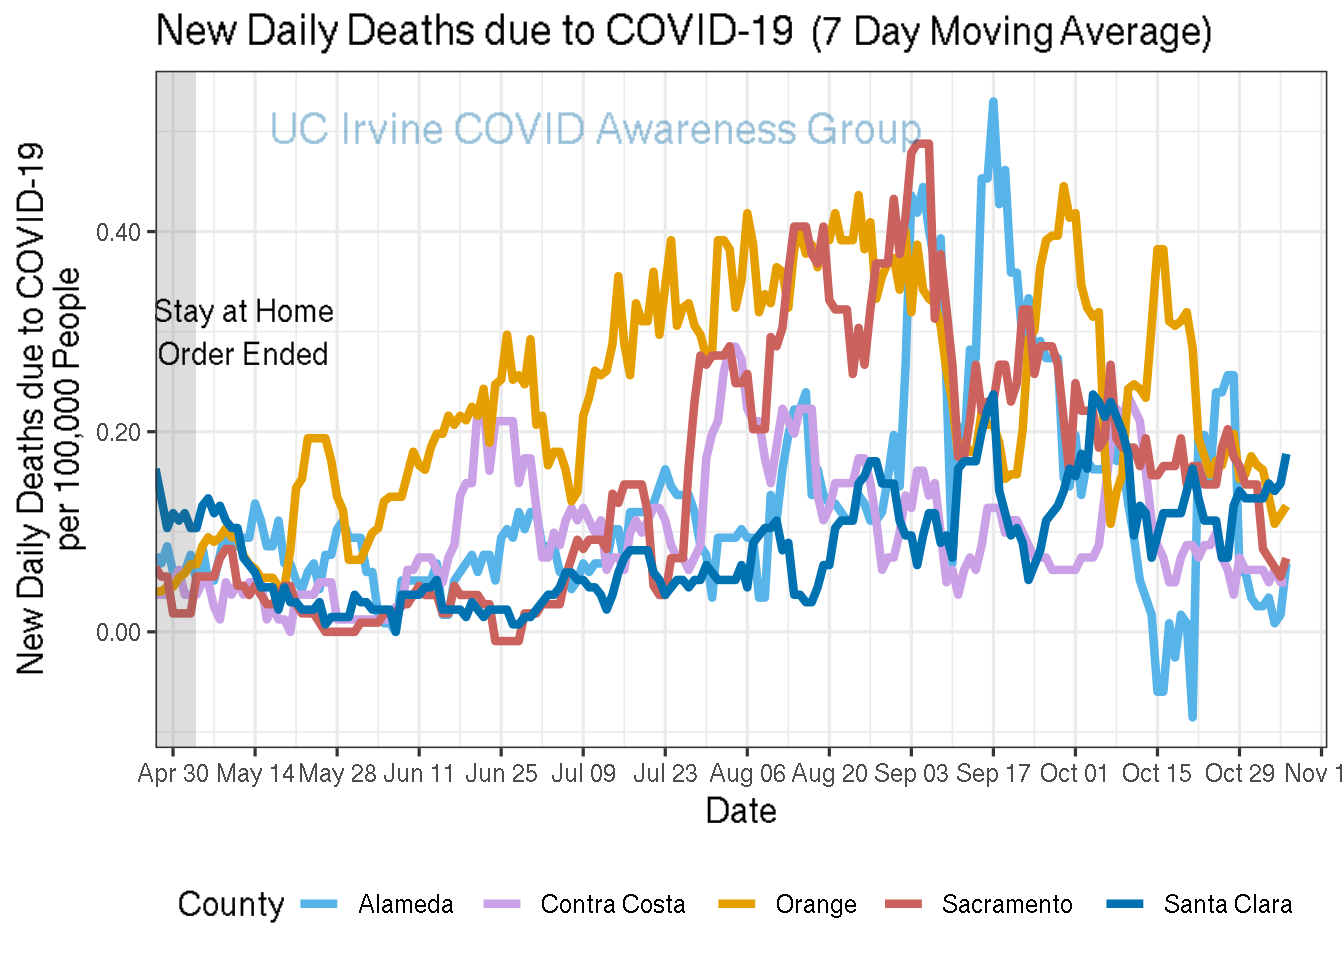 New Daily Deaths due to COVID-19 (7 Day Moving Average)
UC Irvine COVID Awareness Group
New Daily Deaths due to COVID-19
per 100,000 People
0.40
0.20
0.00
Stay at Home
Order Ended
Apr 30 May 14 May 28 Jun 11 Jun 25 Jul 09 Jul 23 Aug 06 Aug 20 Sep 03 Sep 17 Oct 01 Oct 15 Oct 29 Nov 1
Date
County Alameda Contra Costa Orange Sacramento Santa Clara